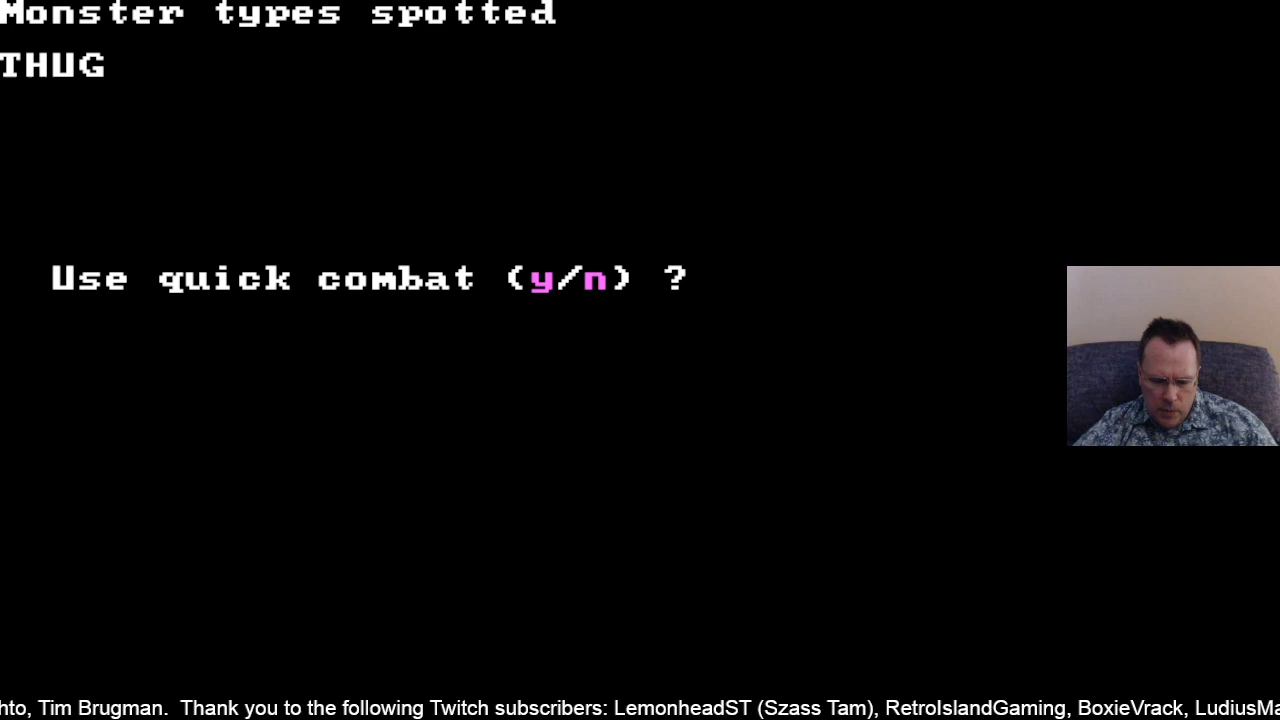 Monster types spotted
THUG
Use quick combat (y/n) ?
Tim Brugman. Thank you to the following Twitch subscribers: LemonheadST (Szass Tam), RetroIslandGaming, BoxieVrack,